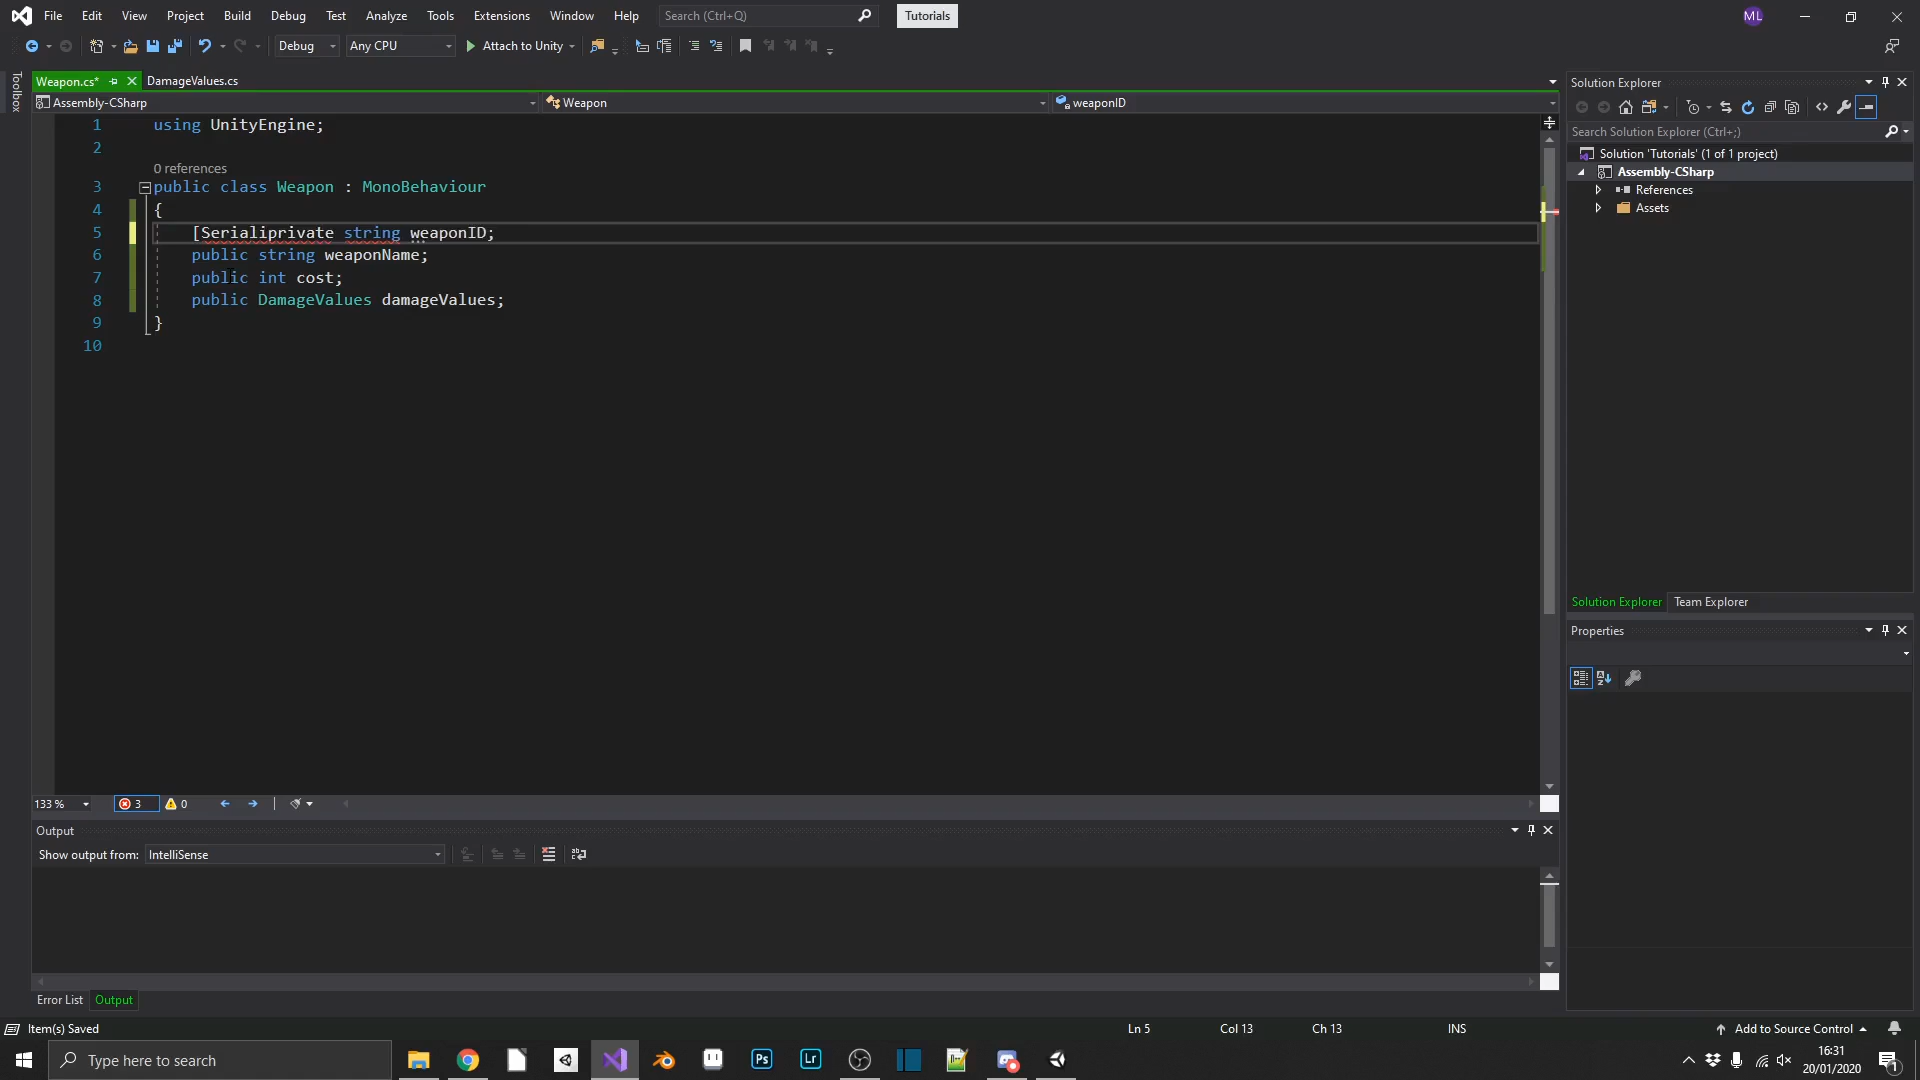 File Edit View Project Build Debug Test Analyze Tools Extensions Window Help Search (Ctrl+Q) Tutorials ML
Debug Any CPU Attach to Unity
Toolbox
Weapon.cs* DamageValues.cs
Assembly-CSharp Weapon weaponID
1 using UnityEngine;
2
0 references
3 public class Weapon : MonoBehaviour
4 {
5 [Serialiprivate string weaponID;
6 public string weaponName;
7 public int cost;
8 public DamageValues damageValues;
9 }
10
133 % 3 0
Output
Show output from: IntelliSense
Error List Output
Solution Explorer
Search Solution Explorer (Ctrl+;)
Solution 'Tutorials' (1 of 1 project)
Assembly-CSharp
References
Assets
Solution Explorer Team Explorer
Properties
Item(s) Saved Ln 5 Col 13 Ch 13 INS Add to Source Control
Type here to search Ps Lr 16:31
20/01/2020 1